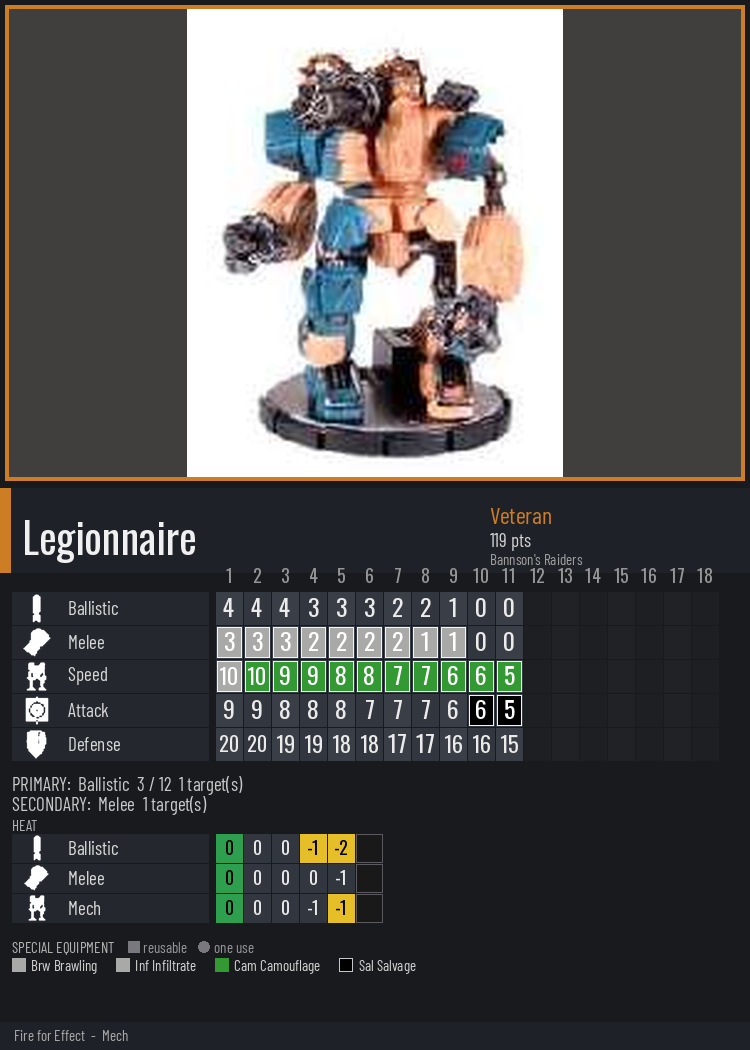 Legionnaire
Veteran
119 pts
Bannson's Raiders
1 2 3 4 5 6 7 8 9 10 11 12 13 14 15 16 17 18
Ballistic 4 4 4 3 3 3 2 2 1 0 0
Melee 3 3 3 2 2 2 2 1 1 0 0
Speed 10 10 9 9 8 8 7 7 6 6 5
Attack 9 9 8 8 8 7 7 7 6 6 5
Defense 20 20 19 19 18 18 17 17 16 16 15
PRIMARY: Ballistic 3 / 12 1 target(s)
SECONDARY: Melee 1 target(s)
HEAT
Ballistic 0 0 0 -1 -2
Melee 0 0 0 0 -1
Mech 0 0 0 -1 -1
SPECIAL EQUIPMENT reusable one use
Brw Brawling Inf Infiltrate Cam Camouflage Sal Salvage
Fire for Effect - Mech